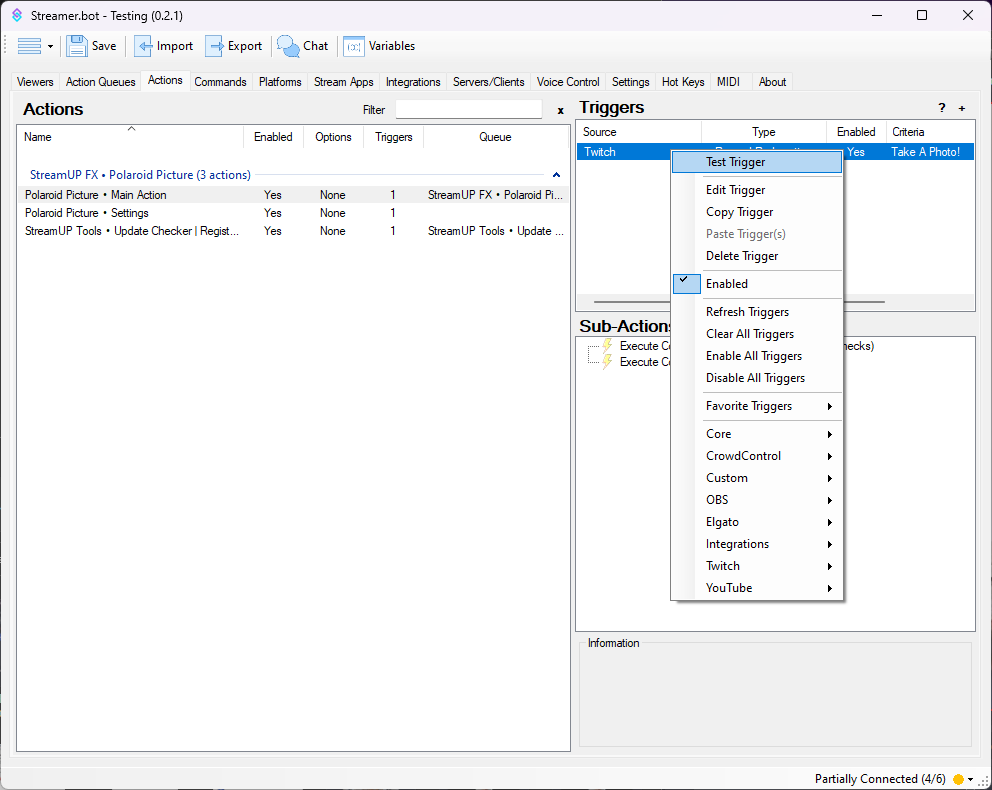 Streamer.bot - Testing (0.2.1)
Save Import Export Chat Variables
Viewers Action Queues Actions Commands Platforms Stream Apps Integrations Servers/Clients Voice Control Settings Hot Keys MIDI About
Actions Filter x
Name Enabled Options Triggers Queue
StreamUP FX • Polaroid Picture (3 actions)
Polaroid Picture • Main Action Yes None 1 StreamUP FX • Polaroid Pi...
Polaroid Picture • Settings Yes None 1
StreamUP Tools • Update Checker | Regist... Yes None 1 StreamUP Tools • Update ...
Triggers ? +
Source Type Enabled Criteria
Twitch Yes Take A Photo!
Test Trigger
Edit Trigger
Copy Trigger
Paste Trigger(s)
Delete Trigger
Enabled
Refresh Triggers
Clear All Triggers
Enable All Triggers
Disable All Triggers
Favorite Triggers
Core
CrowdControl
Custom
OBS
Elgato
Integrations
Twitch
YouTube
Sub-Actions
Execute C hecks)
Execute C
Information
Partially Connected (4/6)